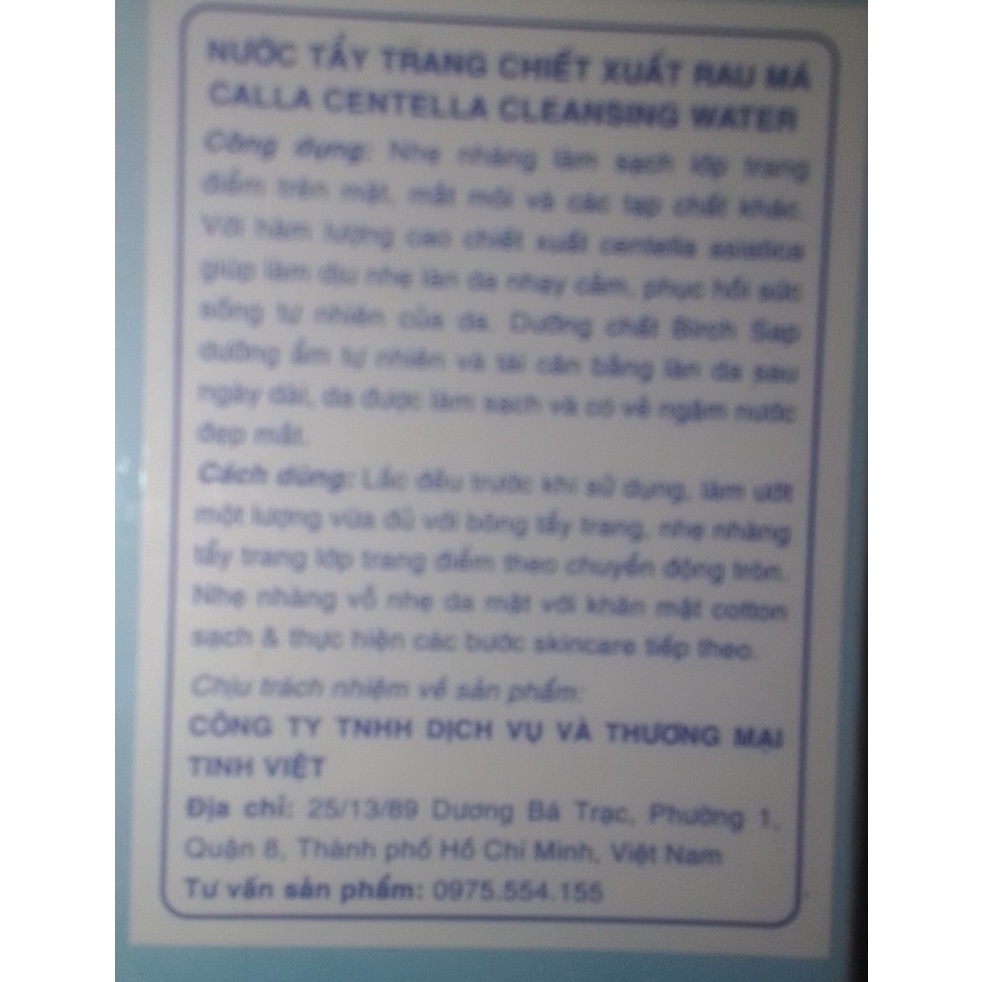 NƯỚC TẨY TRANG CHIẾT XUẤT RAU MÁ
CALLA CENTELLA CLEANSING WATER
Công dụng: Nhẹ nhàng làm sạch lớp trang
điểm trên mặt, mắt môi và các tạp chất khác.
Với hàm lượng cao chiết xuất centella asiatica
giúp làm dịu nhẹ làn da nhạy cảm, phục hồi sức
sống tự nhiên của da. Dưỡng chất Birch Sap
dưỡng ẩm tự nhiên và tái cân bằng làn da sau
ngày dài, da được làm sạch và có vẻ ngậm nước
đẹp mắt.
Cách dùng: Lắc đều trước khi sử dụng, làm ướt
một lượng vừa đủ với bông tẩy trang, nhẹ nhàng
tẩy trang lớp trang điểm theo chuyển động tròn.
Nhẹ nhàng vỗ nhẹ da mặt với khăn mặt cotton
sạch & thực hiện các bước skincare tiếp theo.
Chịu trách nhiệm về sản phẩm:
CÔNG TY TNHH DỊCH VỤ VÀ THƯƠNG MẠI
TINH VIỆT
Địa chỉ: 25/13/89 Dương Bá Trạc, Phường 1,
Quận 8, Thành phố Hồ Chí Minh, Việt Nam
Tư vấn sản phẩm: 0975.554.155